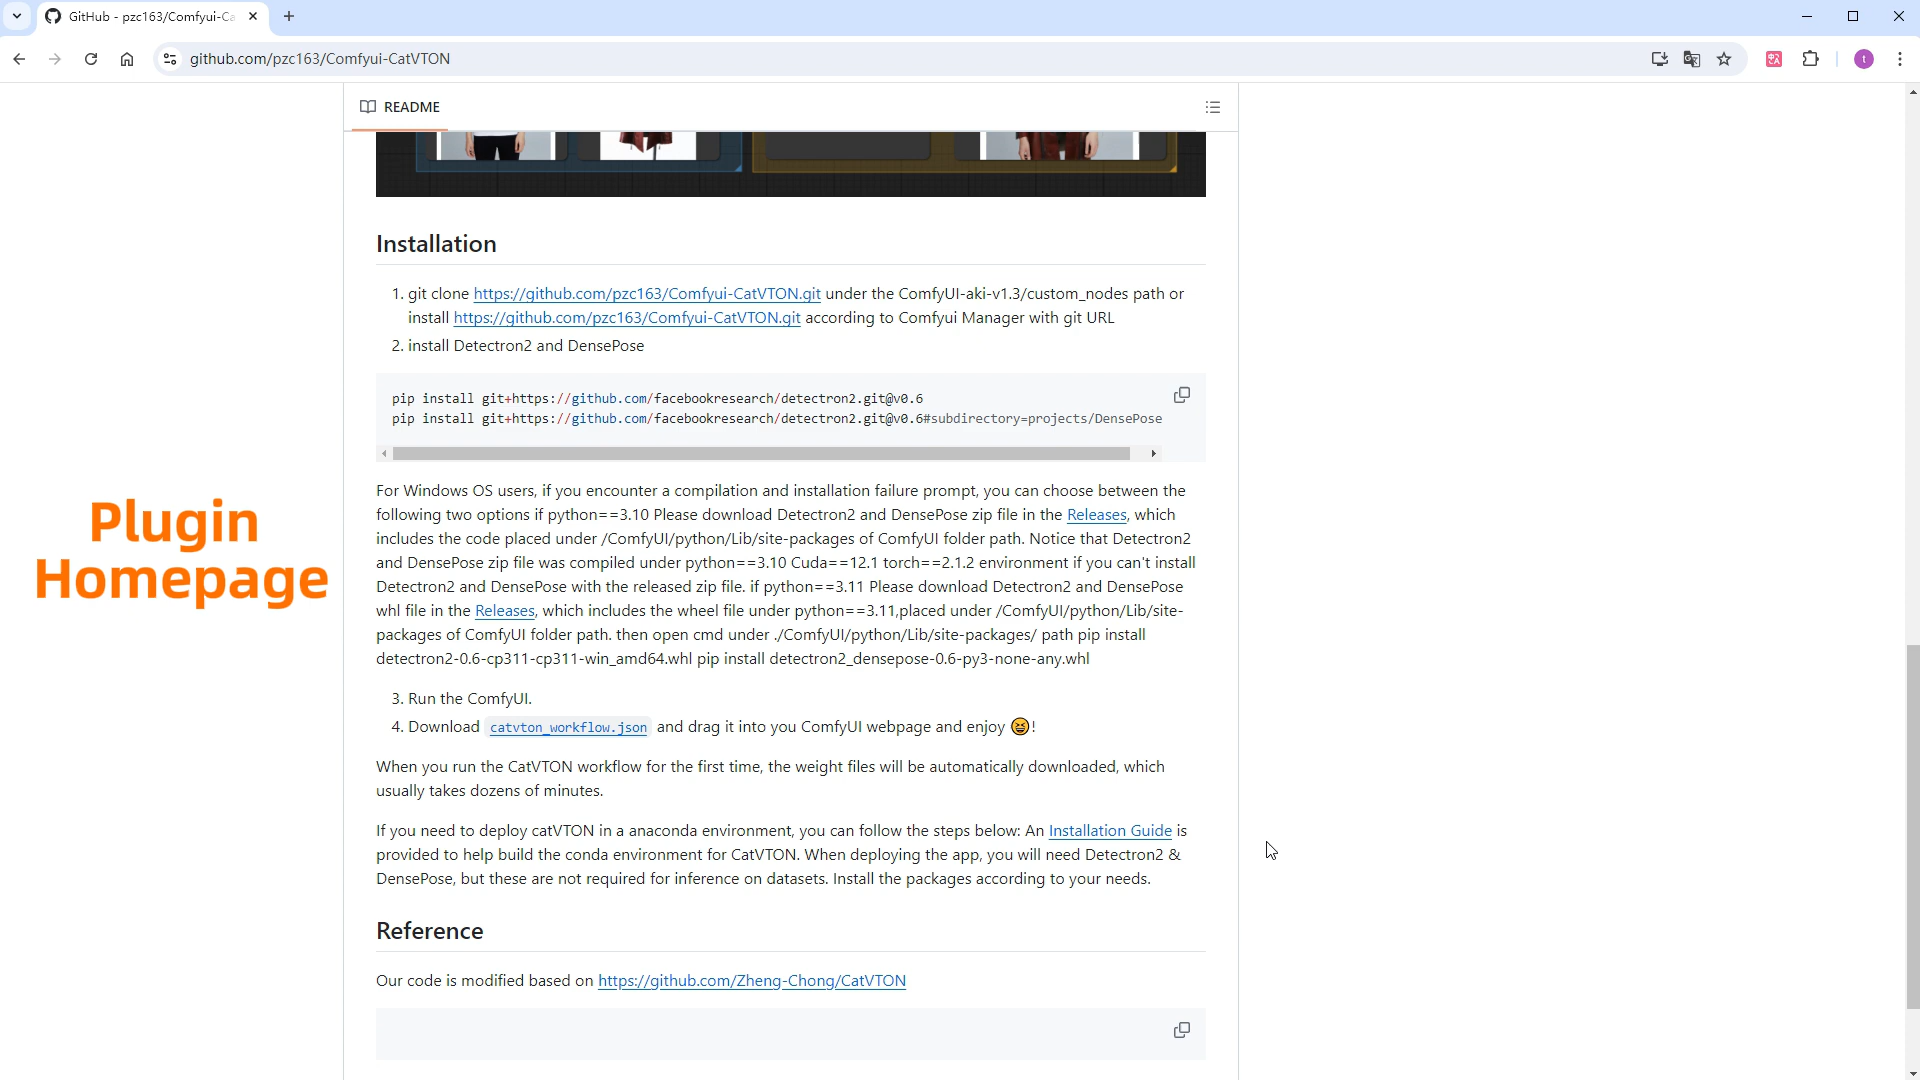 GitHub - pzc163/Comfyui-Ca
github.com/pzc163/Comfyui-CatVTON
t
README
Installation
1. git clone https://github.com/pzc163/Comfyui-CatVTON.git under the ComfyUI-aki-v1.3/custom_nodes path or
install https://github.com/pzc163/Comfyui-CatVTON.git according to Comfyui Manager with git URL
2. install Detectron2 and DensePose
pip install git+https://github.com/facebookresearch/detectron2.git@v0.6
pip install git+https://github.com/facebookresearch/detectron2.git@v0.6#subdirectory=projects/DensePose
For Windows OS users, if you encounter a compilation and installation failure prompt, you can choose between the
following two options if python==3.10 Please download Detectron2 and DensePose zip file in the Releases, which
includes the code placed under /ComfyUI/python/Lib/site-packages of ComfyUI folder path. Notice that Detectron2
and DensePose zip file was compiled under python==3.10 Cuda==12.1 torch==2.1.2 environment if you can't install
Detectron2 and DensePose with the released zip file. if python==3.11 Please download Detectron2 and DensePose
whl file in the Releases, which includes the wheel file under python==3.11,placed under /ComfyUI/python/Lib/site-
packages of ComfyUI folder path. then open cmd under ./ComfyUI/python/Lib/site-packages/ path pip install
detectron2-0.6-cp311-cp311-win_amd64.whl pip install detectron2_densepose-0.6-py3-none-any.whl
3. Run the ComfyUI.
4. Download catvton_workflow.json and drag it into you ComfyUI webpage and enjoy 😆!
When you run the CatVTON workflow for the first time, the weight files will be automatically downloaded, which
usually takes dozens of minutes.
If you need to deploy catVTON in a anaconda environment, you can follow the steps below: An Installation Guide is
provided to help build the conda environment for CatVTON. When deploying the app, you will need Detectron2 &
DensePose, but these are not required for inference on datasets. Install the packages according to your needs.
Reference
Our code is modified based on https://github.com/Zheng-Chong/CatVTON
Plugin
Homepage